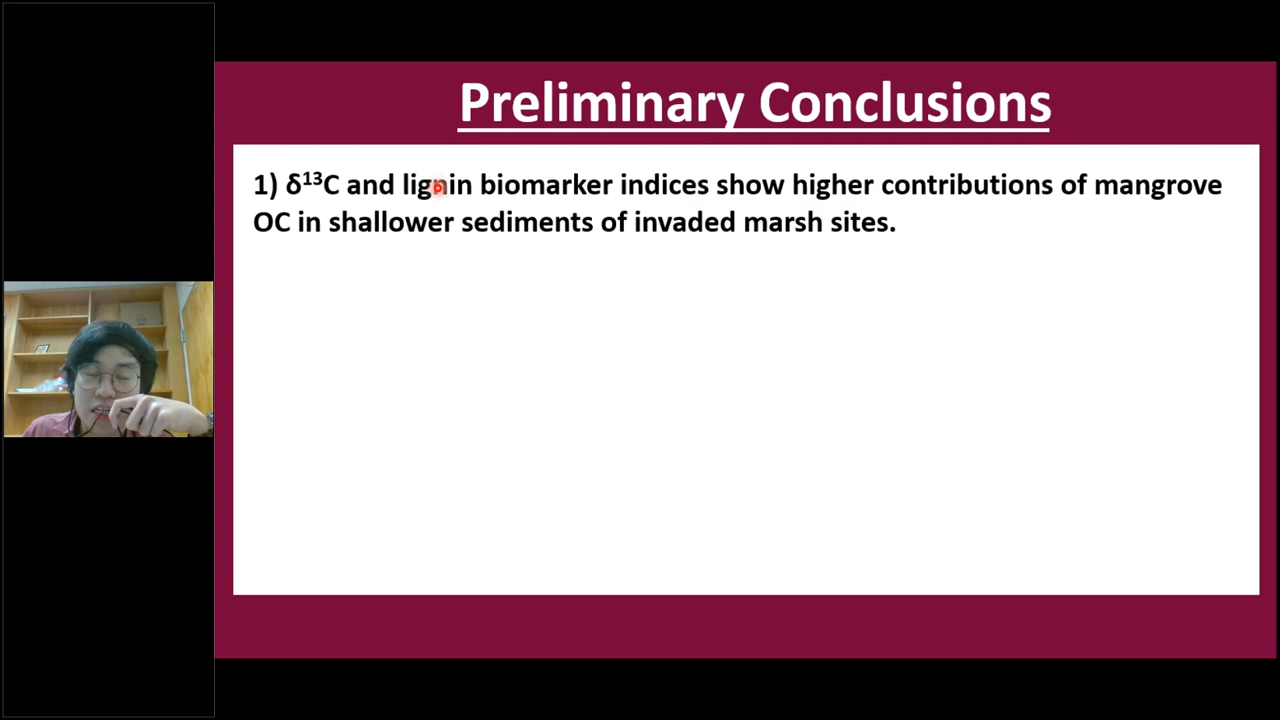 Preliminary Conclusions
1) δ¹³C and lignin biomarker indices show higher contributions of mangrove
OC in shallower sediments of invaded marsh sites.